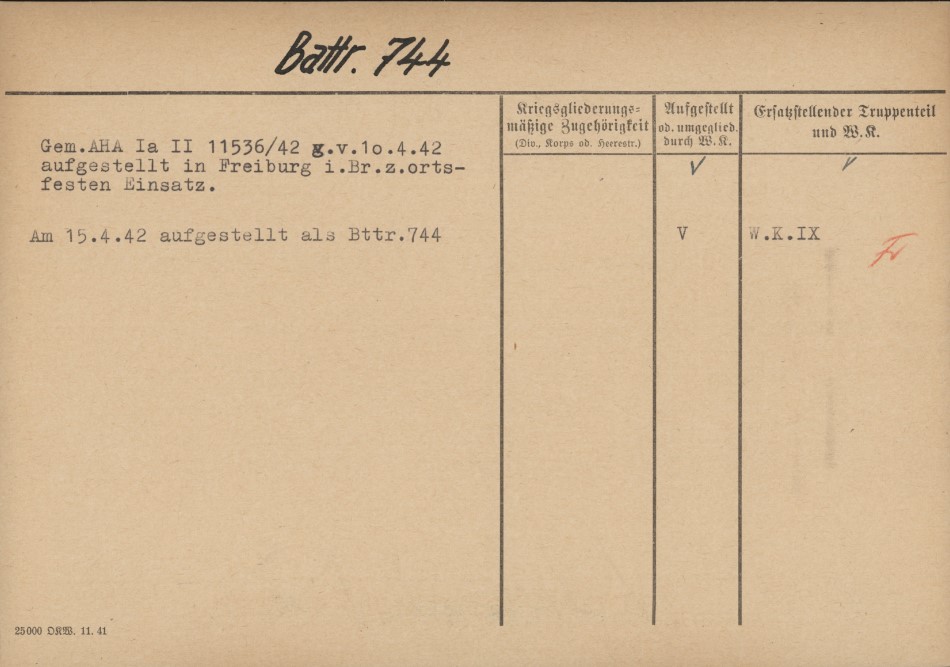 Battr. 744
Kriegsgliederungs-
mäßige Zugehörigkeit
(Div., Korps od. Heerestr.)
Aufgestellt
od. umgeglied.
durch W.K.
Ersatzstellender Truppenteil
und W.K.
Gem.AHA Ia II 11536/42 g.v.1o.4.42
aufgestellt in Freiburg i.Br.z.orts-
festen Einsatz.
Am 15.4.42 aufgestellt als Bttr.744 V W.K.IX
Fr
25000 OKW. 11. 41